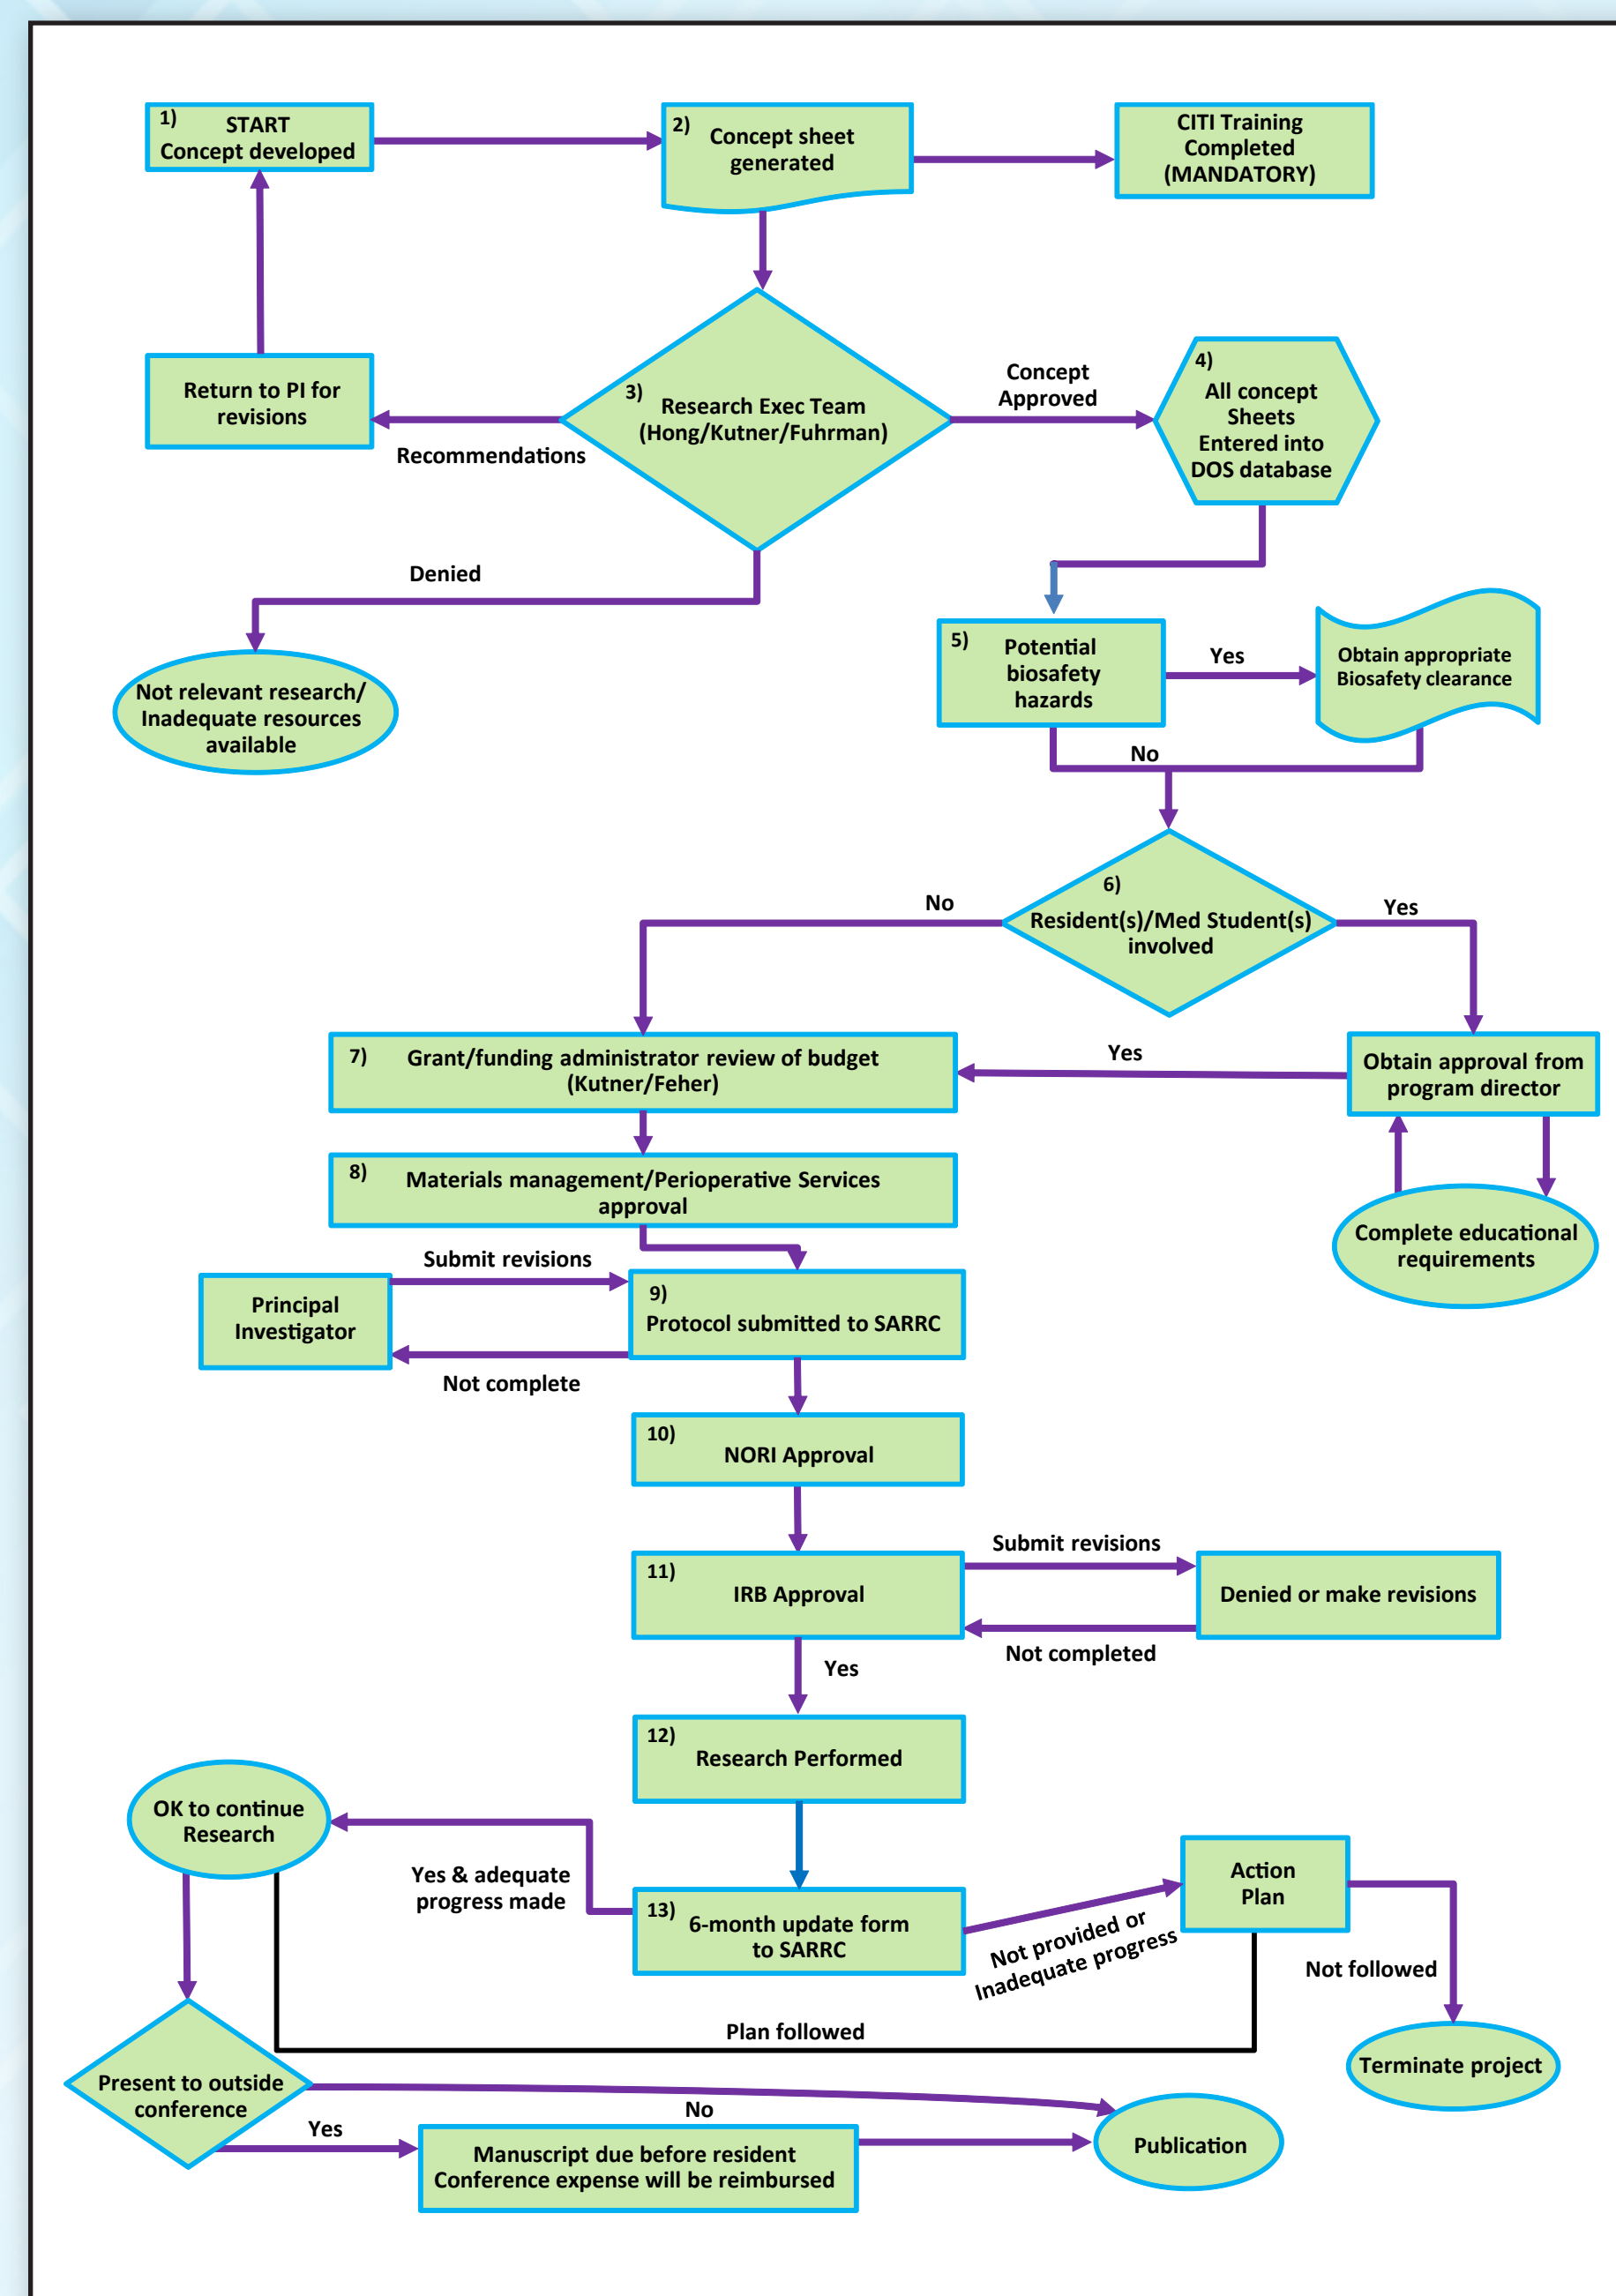 1)
START
Concept developed
2)
Concept sheet
generated
CITI Training
Completed
(MANDATORY)
Return to PI for
revisions
Recommendations
3)
Research Exec Team
(Hong/Kutner/Fuhrman)
Concept
Approved
4)
All concept
Sheets
Entered into
DOS database
Denied
Not relevant research/
Inadequate resources
available
5)
Potential
biosafety
hazards
Yes
Obtain appropriate
Biosafety clearance
No
6)
Resident(s)/Med Student(s)
involved
No
Yes
7)
Grant/funding administrator review of budget
(Kutner/Feher)
Yes
Obtain approval from
program director
8)
Materials management/Perioperative Services
approval
Complete educational
requirements
Submit revisions
Principal
Investigator
9)
Protocol submitted to SARRC
Not complete
10)
NORI Approval
11)
IRB Approval
Submit revisions
Denied or make revisions
Not completed
Yes
12)
Research Performed
OK to continue
Research
Yes & adequate
progress made
13)
6-month update form
to SARRC
Not provided or
Inadequate progress
Action
Plan
Not followed
Plan followed
Terminate project
Present to outside
conference
No
Yes
Manuscript due before resident
Conference expense will be reimbursed
Publication